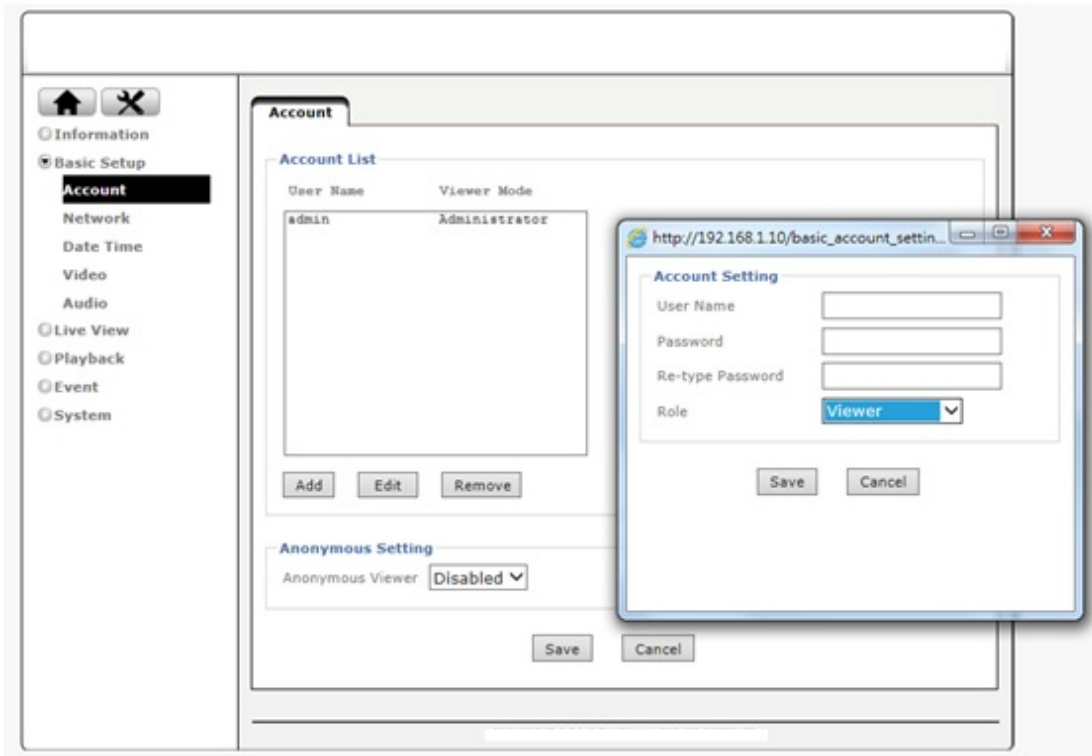 Information
Basic Setup
Account
Network
Date Time
Video
Audio
Live View
Playback
Event
System
Account
Account List
User Name Viewer Mode
admin Administrator
Add Edit Remove
Anonymous Setting
Anonymous Viewer Disabled
Save Cancel
http://192.168.1.10/basic_account_settin...
Account Setting
User Name
Password
Re-type Password
Role Viewer
Save Cancel